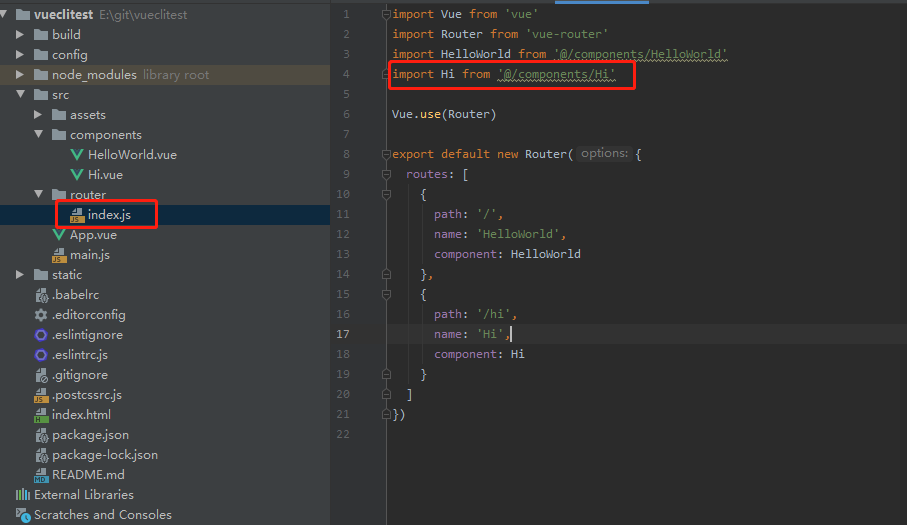 vueclitest E:\git\vueclitest
build
config
node_modules library root
src
assets
components
HelloWorld.vue
Hi.vue
router
index.js
App.vue
main.js
static
.babelrc
.editorconfig
.eslintignore
.eslintrc.js
.gitignore
.postcssrc.js
index.html
package.json
package-lock.json
README.md
External Libraries
Scratches and Consoles
1 import Vue from 'vue'
2 import Router from 'vue-router'
3 import HelloWorld from '@/components/HelloWorld'
4 import Hi from '@/components/Hi'
5
6 Vue.use(Router)
7
8 export default new Router( options: {
9 routes: [
10 {
11 path: '/',
12 name: 'HelloWorld',
13 component: HelloWorld
14 },
15 {
16 path: '/hi',
17 name: 'Hi',
18 component: Hi
19 }
20 ]
21 })
22